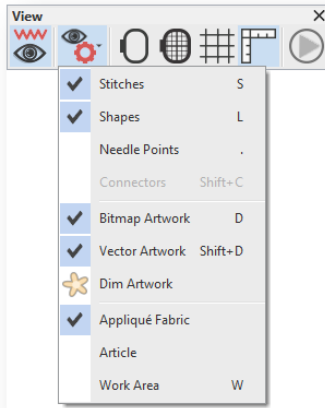 View
Stitches S
Shapes L
Needle Points .
Connectors Shift+C
Bitmap Artwork D
Vector Artwork Shift+D
Dim Artwork
Appliqué Fabric
Article
Work Area W